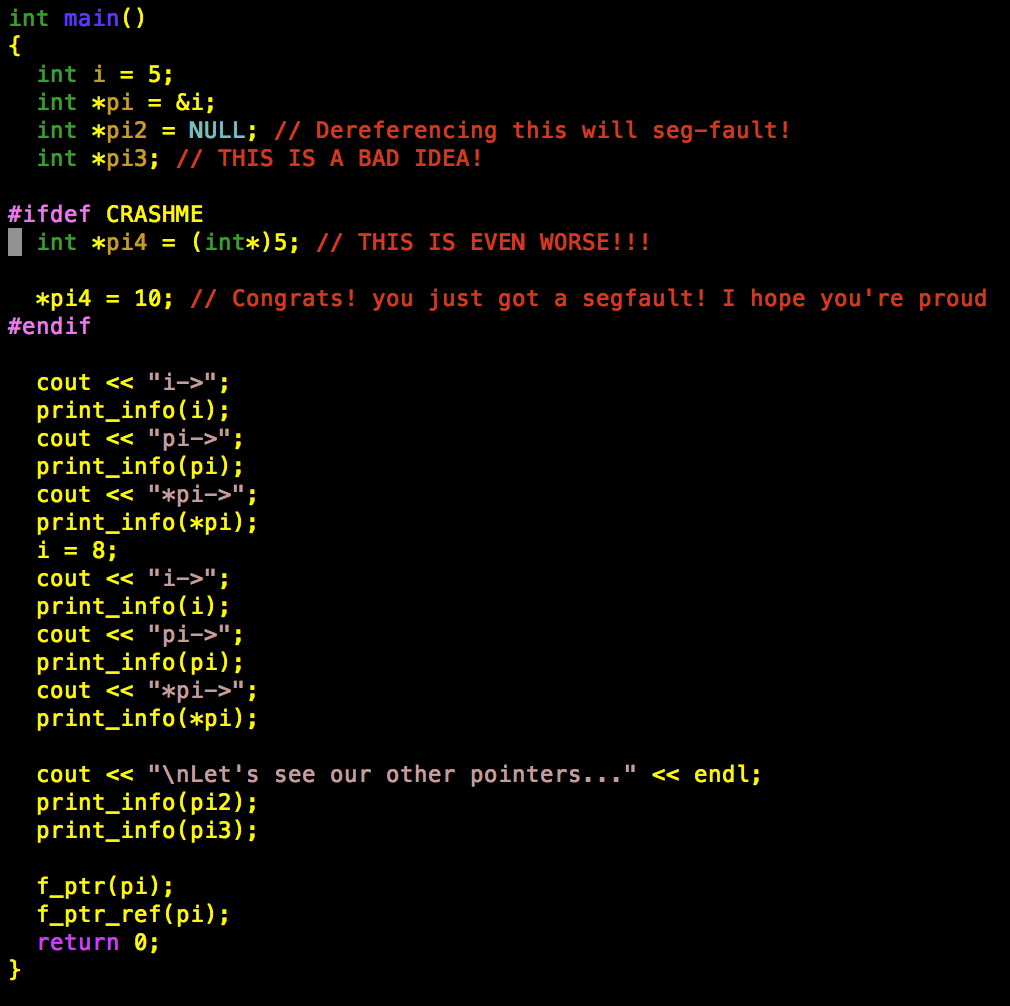 int main()
{
  int i = 5;
  int *pi = &i;
  int *pi2 = NULL; // Dereferencing this will seg-fault!
  int *pi3; // THIS IS A BAD IDEA!

#ifdef CRASHME
  int *pi4 = (int*)5; // THIS IS EVEN WORSE!!!

  *pi4 = 10; // Congrats! you just got a segfault! I hope you're proud
#endif

  cout << "i->";
  print_info(i);
  cout << "pi->";
  print_info(pi);
  cout << "*pi->";
  print_info(*pi);
  i = 8;
  cout << "i->";
  print_info(i);
  cout << "pi->";
  print_info(pi);
  cout << "*pi->";
  print_info(*pi);

  cout << "\nLet's see our other pointers..." << endl;
  print_info(pi2);
  print_info(pi3);

  f_ptr(pi);
  f_ptr_ref(pi);
  return 0;
}